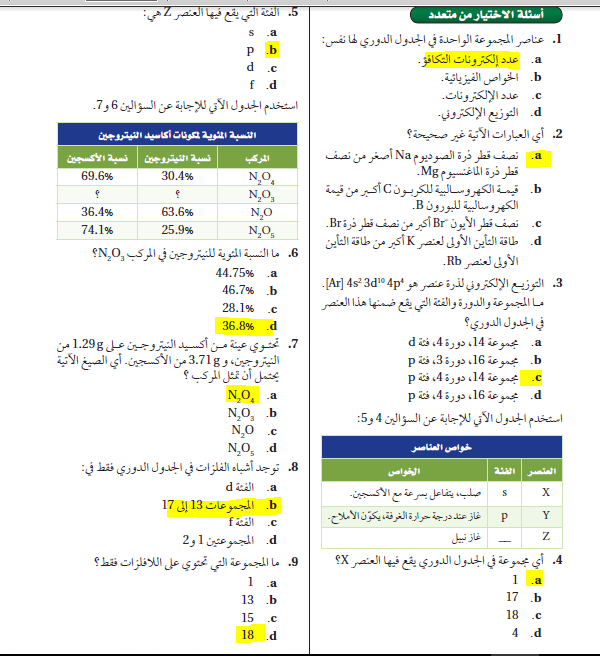 أسئلة الاختيار من متعدد
1. عناصر المجموعة الواحدة في الجدول الدوري لها نفس:
a. عدد إلكترونات التكافؤ.
b. الخواص الفيزيائية.
c. عدد الإلكترونات.
d. التوزيع الإلكتروني.
2. أي العبارات الآتية غير صحيحة؟
a. نصف قطر ذرة الصوديوم Na أصغر من نصف
قطر ذرة الماغنسيوم Mg.
b. قيمة الكهروسالبية للكربون C أكبر من قيمة
الكهروسالبية للبورون B.
c. نصف قطر الأيون Br⁻ أكبر من نصف قطر ذرة Br.
d. طاقة التأين الأولى لعنصر K أكبر من طاقة التأين
الأولى لعنصر Rb.
3. التوزيع الإلكتروني لذرة عنصر هو [Ar] 4s² 3d¹⁰ 4p⁴.
ما المجموعة والدورة والفئة التي يقع ضمنها هذا العنصر
في الجدول الدوري؟
a. مجموعة 14، دورة 4، فئة d
b. مجموعة 16، دورة 3، فئة p
c. مجموعة 14، دورة 4، فئة p
d. مجموعة 16، دورة 4، فئة p
استخدم الجدول الآتي للإجابة عن السؤالين 4 و5:
خواص العناصر
العنصر الفئة الخواص
X s صلب، يتفاعل بسرعة مع الأكسجين.
Y p غاز عند درجة حرارة الغرفة، يكوّن الأملاح.
Z __ غاز نبيل
4. أي مجموعة في الجدول الدوري يقع فيها العنصر X؟
a. 1
b. 17
c. 18
d. 4
5. الفئة التي يقع فيها العنصر Z هي:
a. s
b. p
c. d
d. f
استخدم الجدول الآتي للإجابة عن السؤالين 6 و7.
النسبة المئوية لمكونات أكاسيد النيتروجين
المركب نسبة النيتروجين نسبة الأكسجين
N₂O₄ 30.4% 69.6%
N₂O₃ ؟ ؟
N₂O 63.6% 36.4%
N₂O₅ 25.9% 74.1%
6. ما النسبة المئوية للنيتروجين في المركب N₂O₃؟
a. 44.75%
b. 46.7%
c. 28.1%
d. 36.8%
7. تحتوي عينة من أكسيد النيتروجين على 1.29 g من
النيتروجين، و 3.71 g من الأكسجين. أي الصيغ الآتية
يحتمل أن تمثل المركب ؟
a. N₂O₄
b. N₂O₃
c. N₂O
d. N₂O₅
8. توجد أشباه الفلزات في الجدول الدوري فقط في:
a. الفئة d
b. المجموعات 13 إلى 17
c. الفئة f
d. المجموعتين 1 و2
9. ما المجموعة التي تحتوي على اللافلزات فقط؟
a. 1
b. 13
c. 15
d. 18